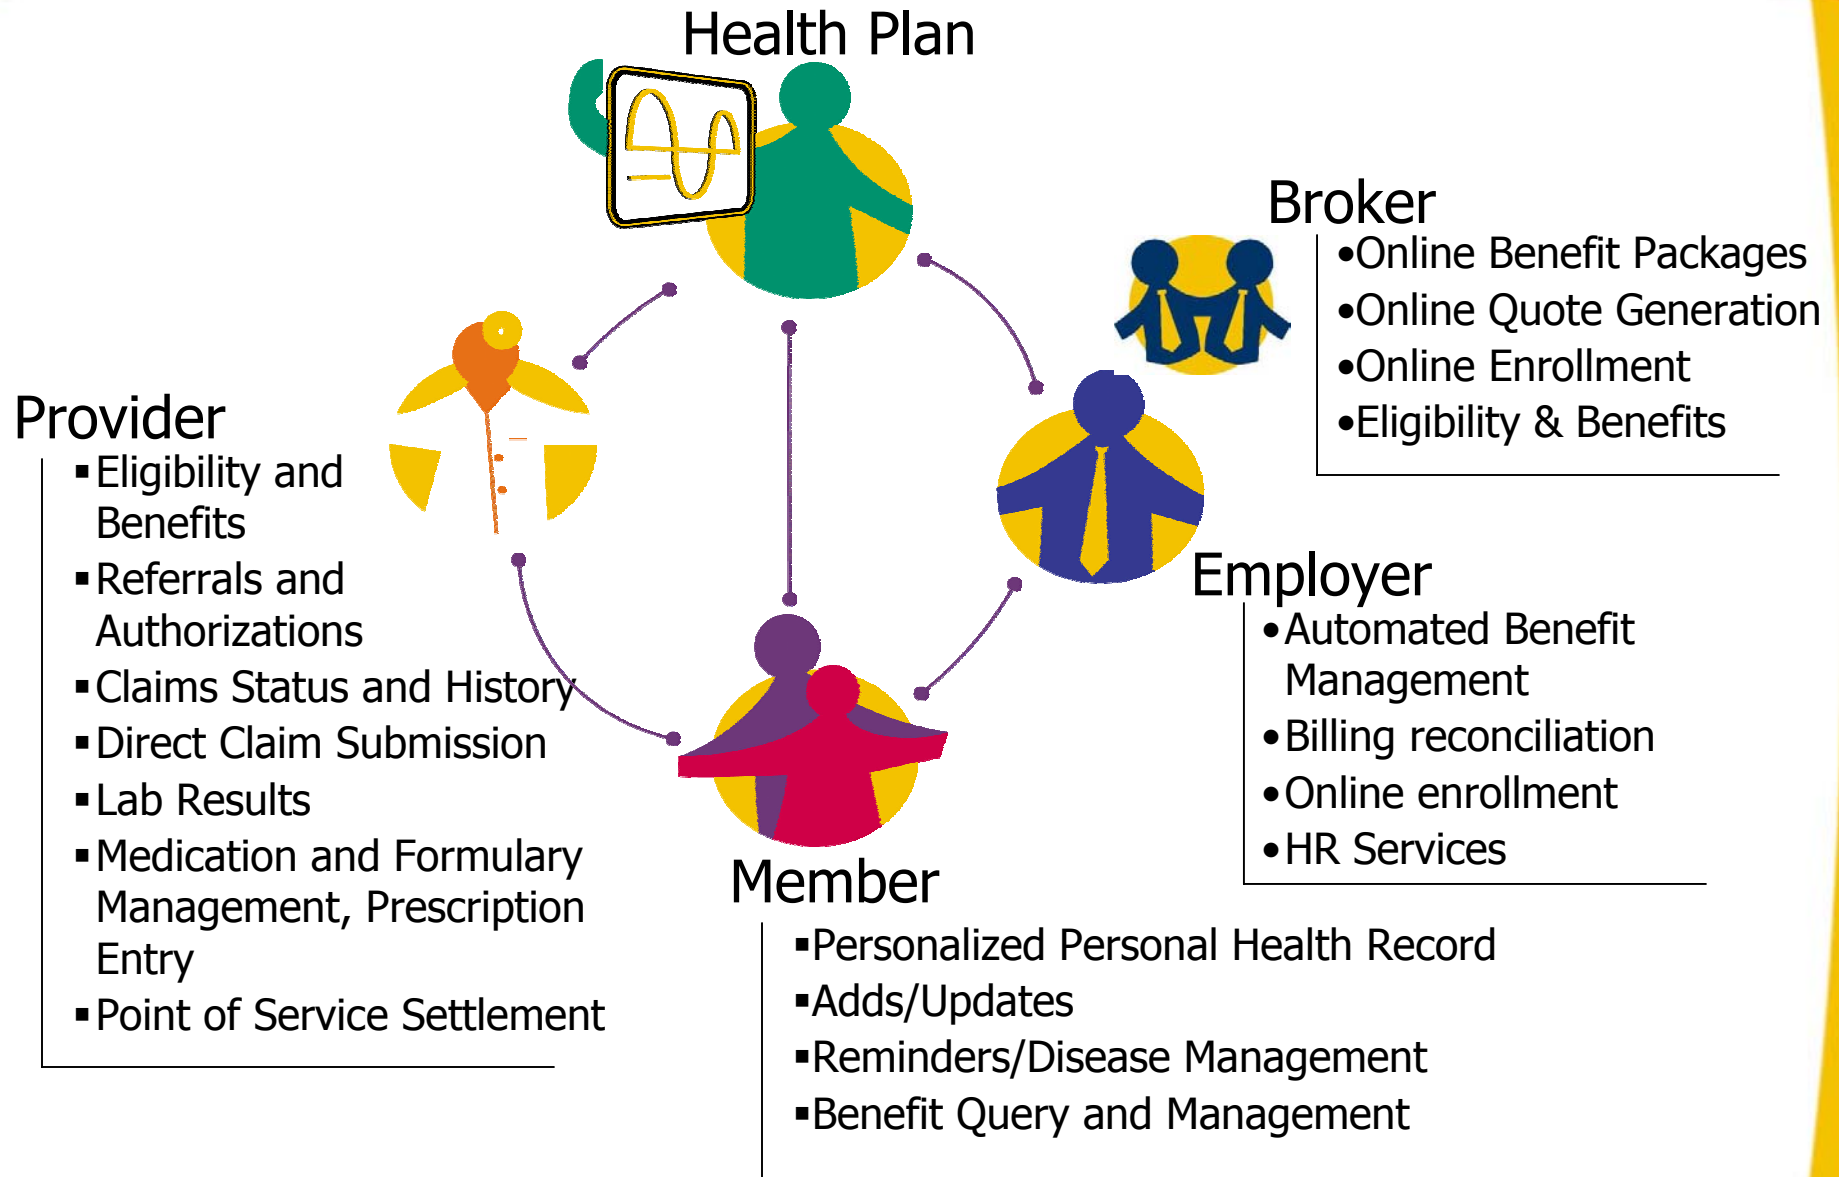 Health Plan
Broker
•Online Benefit Packages
•Online Quote Generation
•Online Enrollment
•Eligibility & Benefits
Provider
▪Eligibility and
Benefits
▪Referrals and
Authorizations
▪Claims Status and History
▪Direct Claim Submission
▪Lab Results
▪Medication and Formulary
Management, Prescription
Entry
▪Point of Service Settlement
Employer
•Automated Benefit
Management
•Billing reconciliation
•Online enrollment
•HR Services
Member
▪Personalized Personal Health Record
▪Adds/Updates
▪Reminders/Disease Management
▪Benefit Query and Management